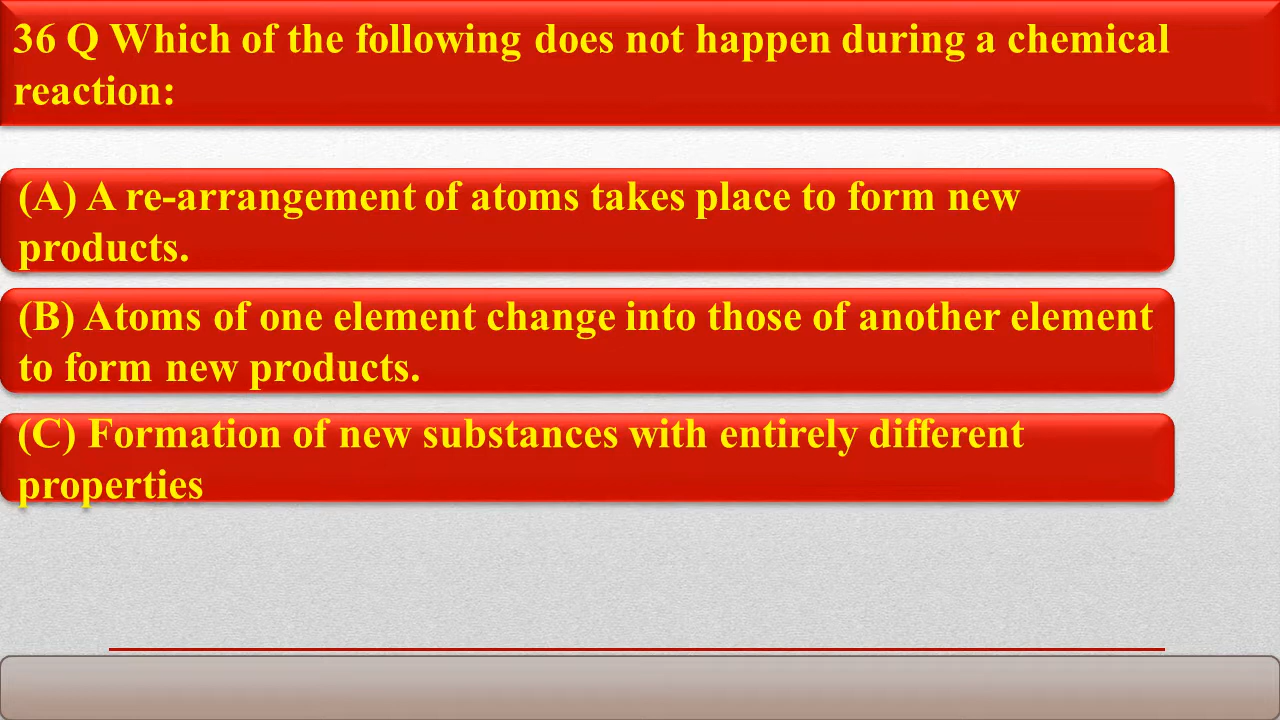 36 Q Which of the following does not happen during a chemical
reaction:
(A) A re-arrangement of atoms takes place to form new
products.
(B) Atoms of one element change into those of another element
to form new products.
(C) Formation of new substances with entirely different
properties